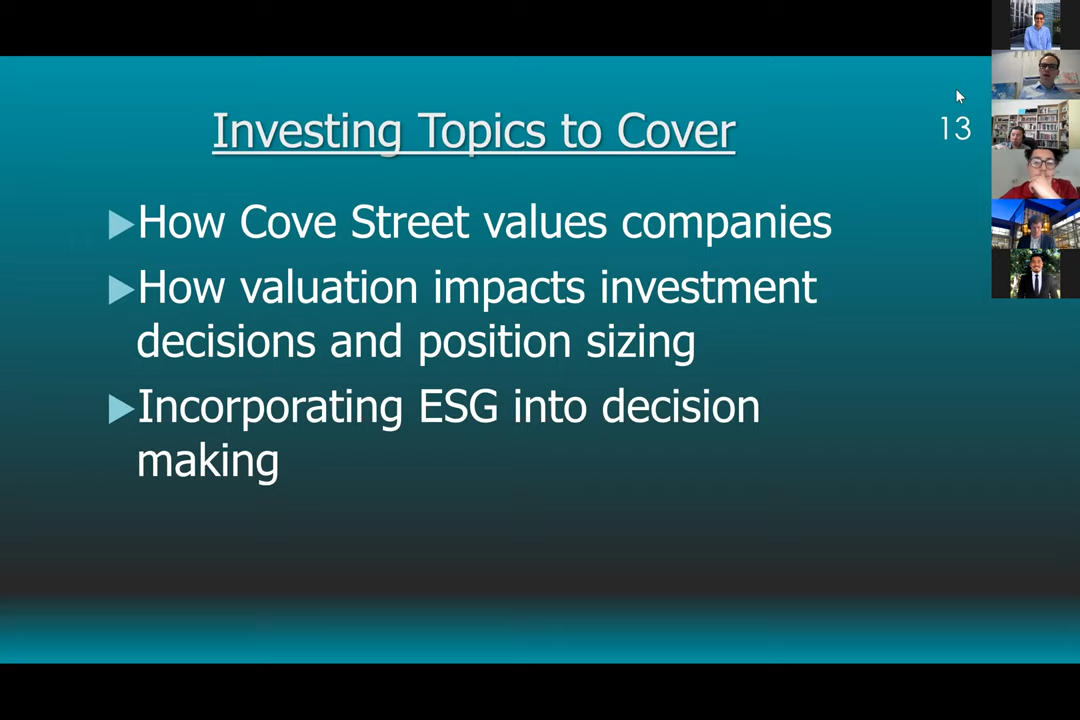 Investing Topics to Cover
13
How Cove Street values companies
How valuation impacts investment
decisions and position sizing
Incorporating ESG into decision
making